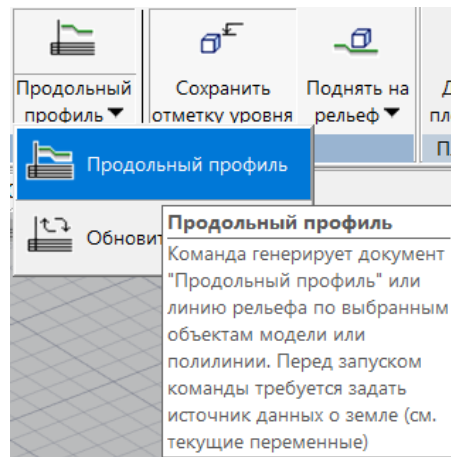 Продольный
профиль
Сохранить
отметку уровня
Поднять на
рельеф
Продольный профиль
Продольный профиль
Команда генерирует документ
"Продольный профиль" или
линию рельефа по выбранным
объектам модели или
полилинии. Перед запуском
команды требуется задать
источник данных о земле (см.
текущие переменные)